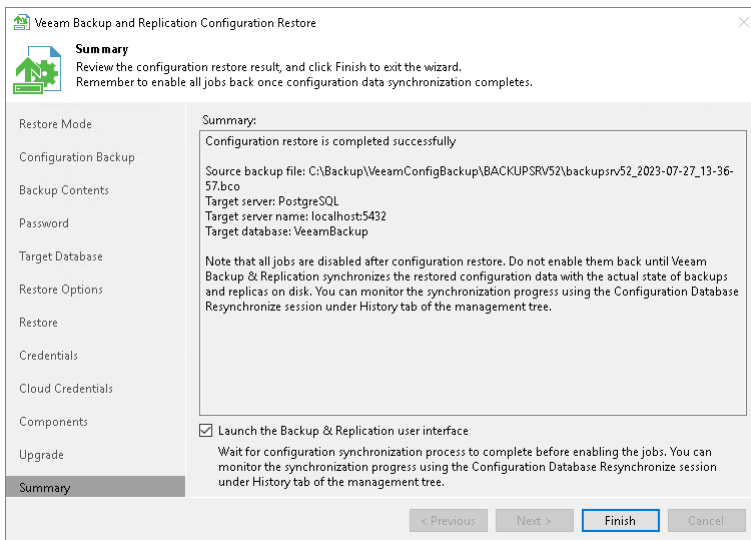 Veeam Backup and Replication Configuration Restore
Summary
Review the configuration restore result, and click Finish to exit the wizard.
Remember to enable all jobs back once configuration data synchronization completes.
Restore Mode
Configuration Backup
Backup Contents
Password
Target Database
Restore Options
Restore
Credentials
Cloud Credentials
Components
Upgrade
Summary
Summary:
Configuration restore is completed successfully
Source backup file: C:\Backup\VeeamConfigBackup\BACKUPSRV52\backupsrv52_2023-07-27_13-36-
57.bco
Target server: PostgreSQL
Target server name: localhost:5432
Target database: VeeamBackup
Note that all jobs are disabled after configuration restore. Do not enable them back until Veeam
Backup & Replication synchronizes the restored configuration data with the actual state of backups
and replicas on disk. You can monitor the synchronization progress using the Configuration Database
Resynchronize session under History tab of the management tree.
Launch the Backup & Replication user interface
Wait for configuration synchronization process to complete before enabling the jobs. You can
monitor the synchronization progress using the Configuration Database Resynchronize session
under History tab of the management tree.
< Previous
Next >
Finish
Cancel